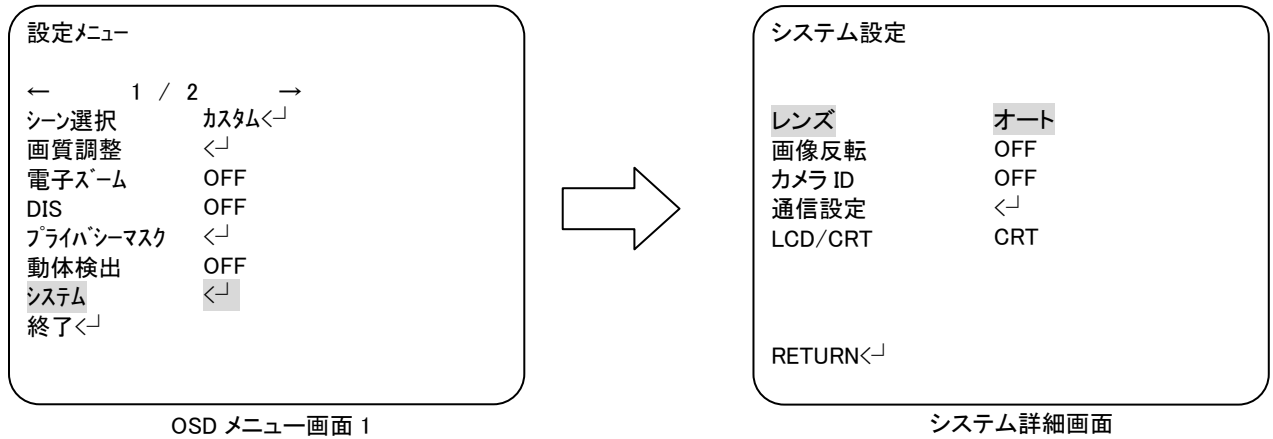 設定ﾒﾆｭｰ
← 1 / 2 →
ｼｰﾝ選択 ｶｽﾀﾑ<┘
画質調整 <┘
電子ｽﾞｰﾑ OFF
DIS OFF
ﾌﾟﾗｲﾊﾞｼｰﾏｽｸ <┘
動体検出 OFF
ｼｽﾃﾑ <┘
終了<┘
OSD メニュー画面 1
システム設定
レンズ オート
画像反転 OFF
カメラ ID OFF
通信設定 <┘
LCD/CRT CRT
RETURN<┘
システム詳細画面